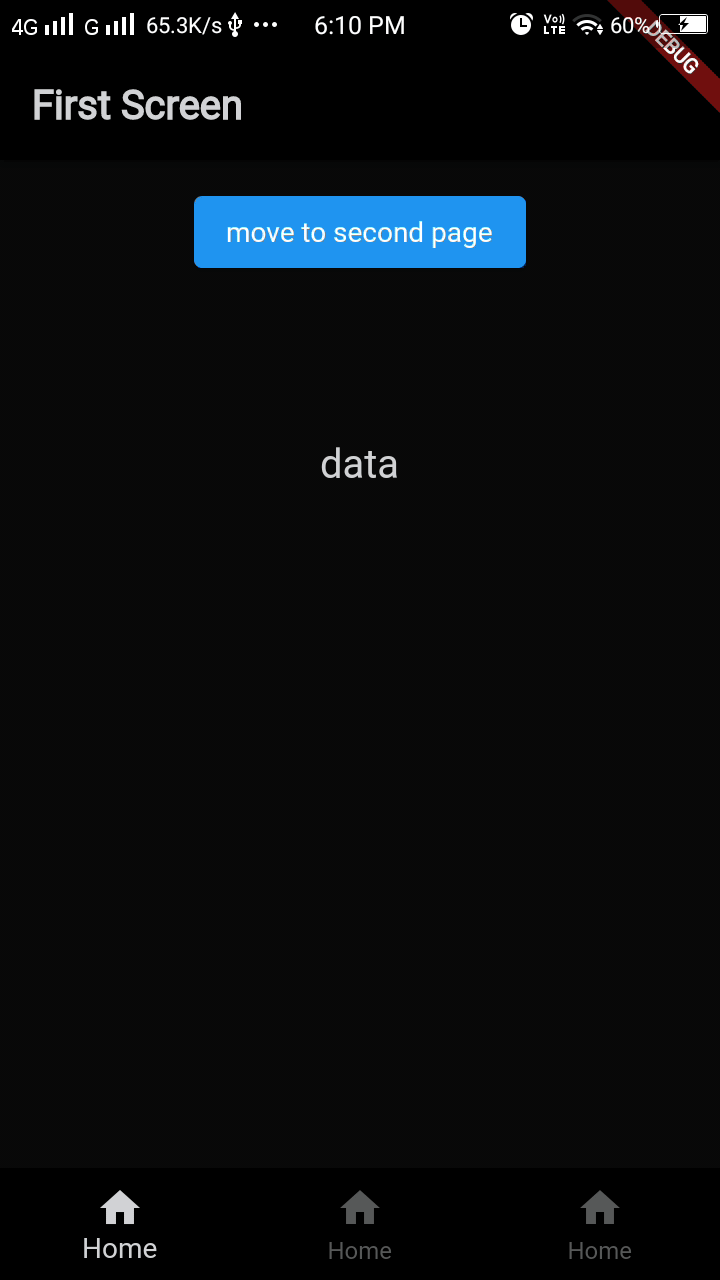 4G G 65.3K/s ... 6:10 PM Vo) LTE 60%
DEBUG
First Screen
move to second page
data
Home Home Home